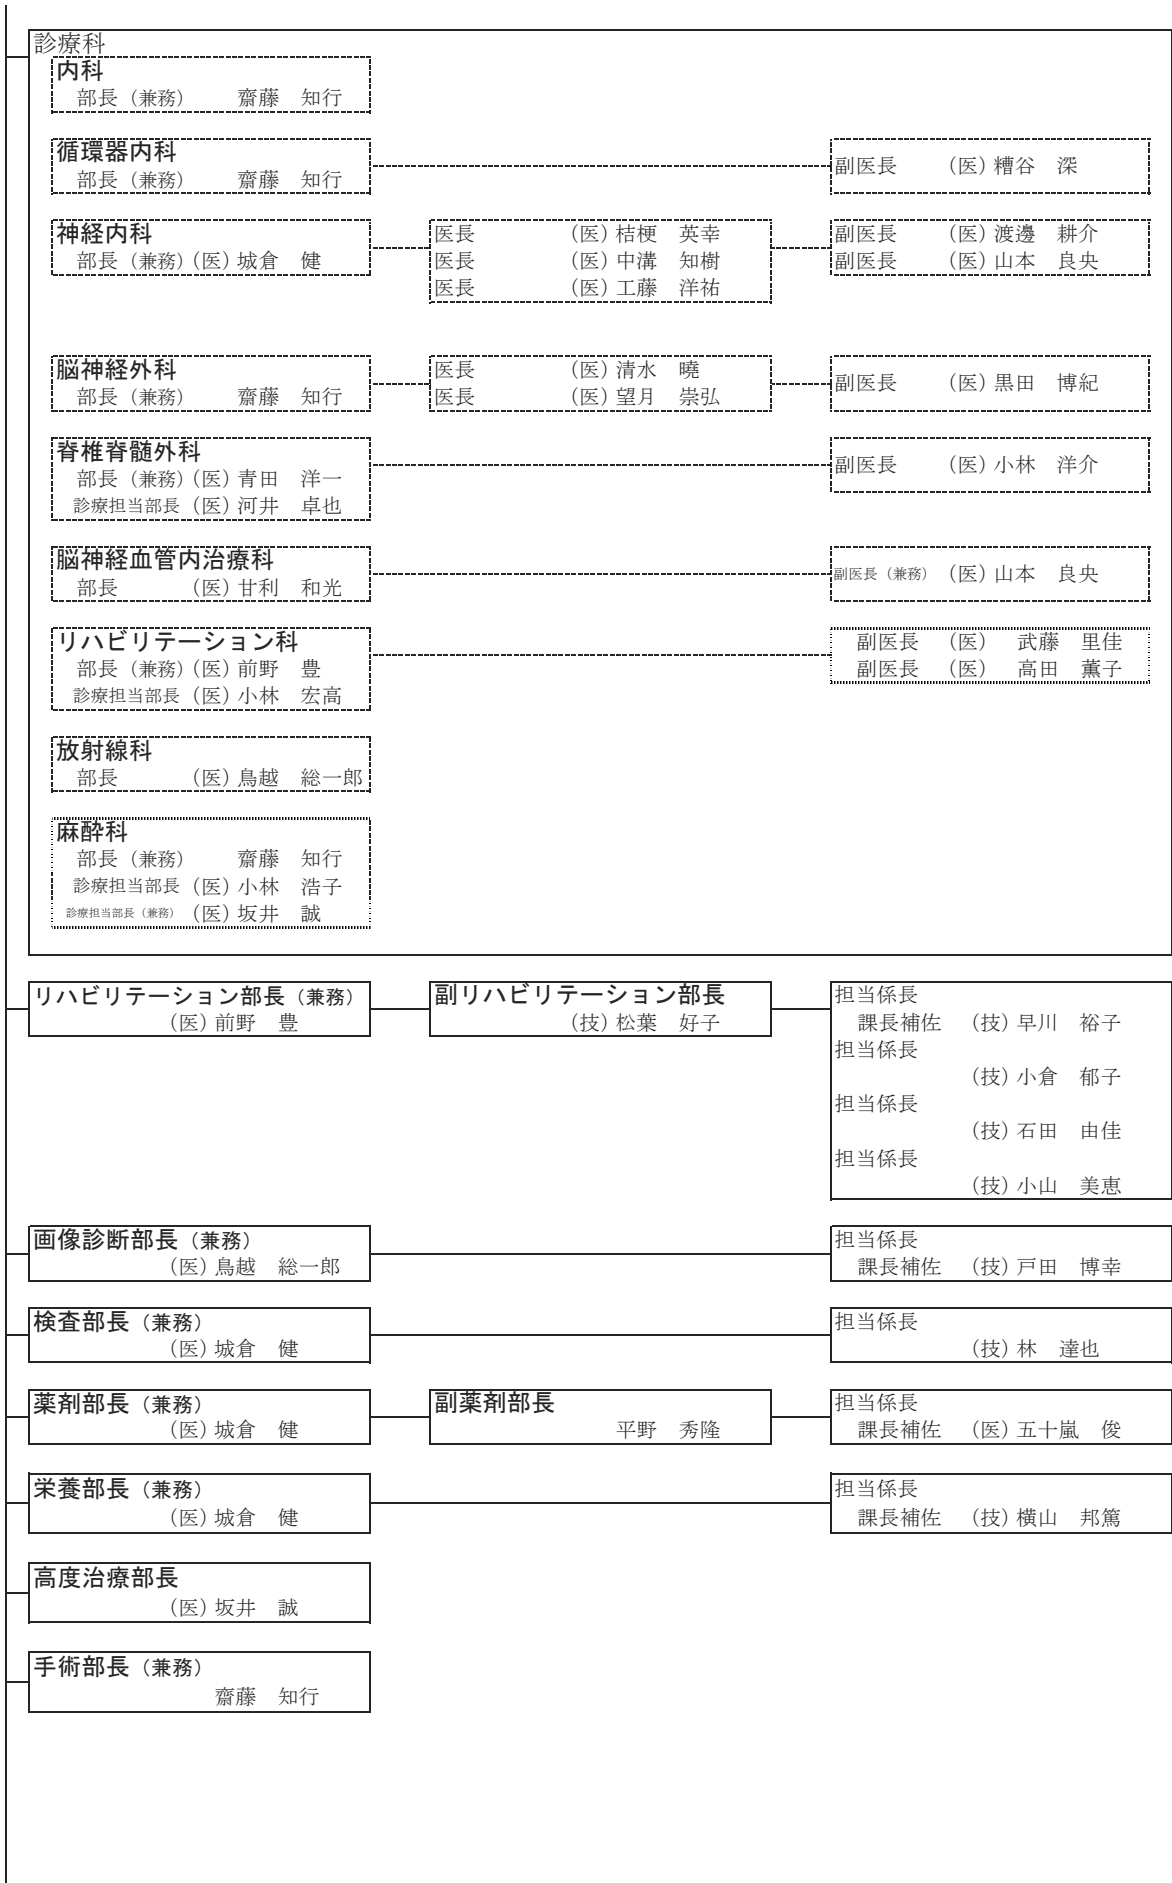 診療科
内科
部長（兼務）　齋藤　知行
循環器内科
部長（兼務）　齋藤　知行
副医長　（医）糟谷　深
神経内科
部長（兼務）（医）城倉　健
医長　（医）桔梗　英幸
医長　（医）中溝　知樹
医長　（医）工藤　洋祐
副医長　（医）渡邊　耕介
副医長　（医）山本　良央
脳神経外科
部長（兼務）　齋藤　知行
医長　（医）清水　曉
医長　（医）望月　崇弘
副医長　（医）黒田　博紀
脊椎脊髄外科
部長（兼務）（医）青田　洋一
診療担当部長（医）河井　卓也
副医長　（医）小林　洋介
脳神経血管内治療科
部長　（医）甘利　和光
副医長（兼務）（医）山本　良央
リハビリテーション科
部長（兼務）（医）前野　豊
診療担当部長（医）小林　宏高
副医長　（医）　武藤　里佳
副医長　（医）　高田　薫子
放射線科
部長　（医）鳥越　総一郎
麻酔科
部長（兼務）　齋藤　知行
診療担当部長（医）小林　浩子
診療担当部長（兼務）（医）坂井　誠
リハビリテーション部長（兼務）
（医）前野　豊
副リハビリテーション部長
（技）松葉　好子
担当係長
課長補佐　（技）早川　裕子
担当係長
（技）小倉　郁子
担当係長
（技）石田　由佳
担当係長
（技）小山　美恵
画像診断部長（兼務）
（医）鳥越　総一郎
担当係長
課長補佐　（技）戸田　博幸
検査部長（兼務）
（医）城倉　健
担当係長
（技）林　達也
薬剤部長（兼務）
（医）城倉　健
副薬剤部長
平野　秀隆
担当係長
課長補佐　（医）五十嵐　俊
栄養部長（兼務）
（医）城倉　健
担当係長
課長補佐　（技）横山　邦篤
高度治療部長
（医）坂井　誠
手術部長（兼務）
齋藤　知行